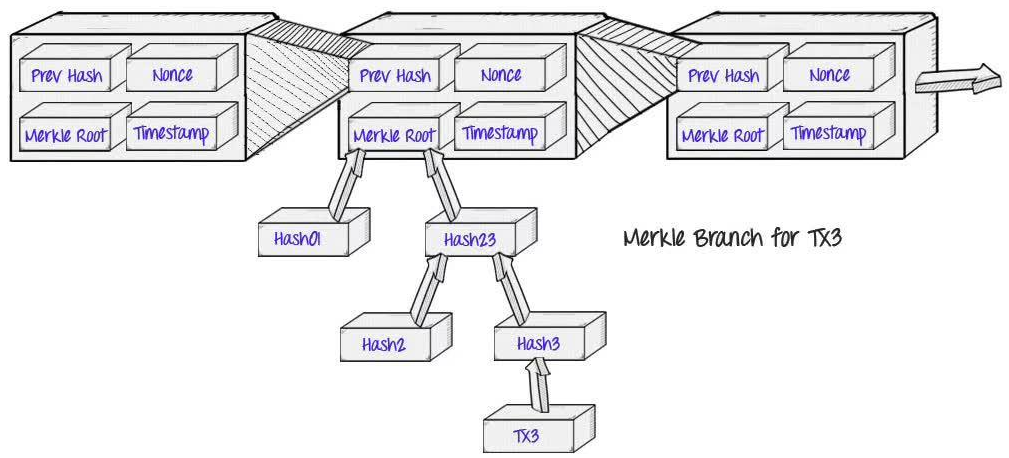 Prev Hash Nonce Prev Hash Nonce Prev Hash Nonce
Merkle Root Timestamp Merkle Root Timestamp Merkle Root Timestamp
Hash01 Hash23 Merkle Branch for TX3
Hash2 Hash3
TX3